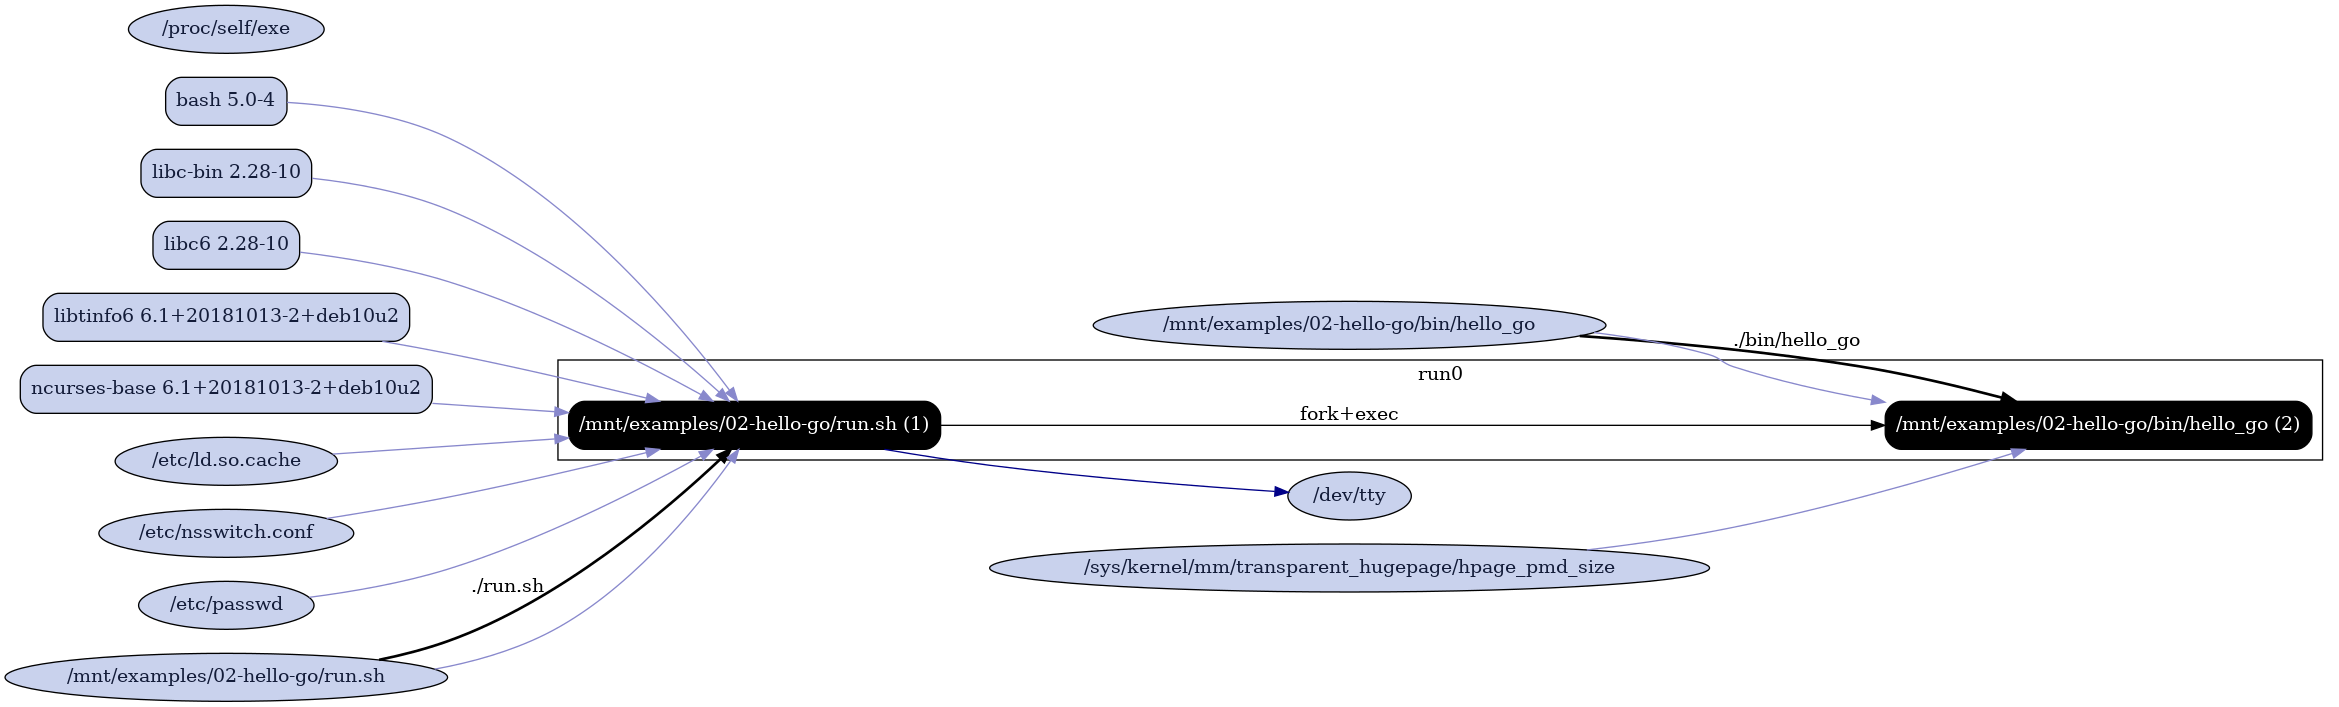 /proc/self/exe
bash 5.0-4
libc-bin 2.28-10
libc6 2.28-10
libtinfo6 6.1+20181013-2+deb10u2
ncurses-base 6.1+20181013-2+deb10u2
/etc/ld.so.cache
/etc/nsswitch.conf
/etc/passwd
/mnt/examples/02-hello-go/run.sh
./run.sh
run0
/mnt/examples/02-hello-go/run.sh (1)
fork+exec
/mnt/examples/02-hello-go/bin/hello_go
./bin/hello_go
/mnt/examples/02-hello-go/bin/hello_go (2)
/dev/tty
/sys/kernel/mm/transparent_hugepage/hpage_pmd_size